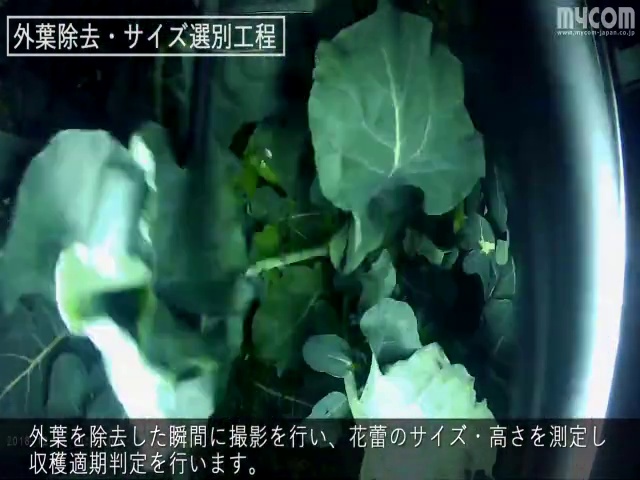 外葉除去・サイズ選別工程
mycom
www.mycom-japan.co.jp
外葉を除去した瞬間に撮影を行い、花蕾のサイズ・高さを測定し
収穫適期判定を行います。